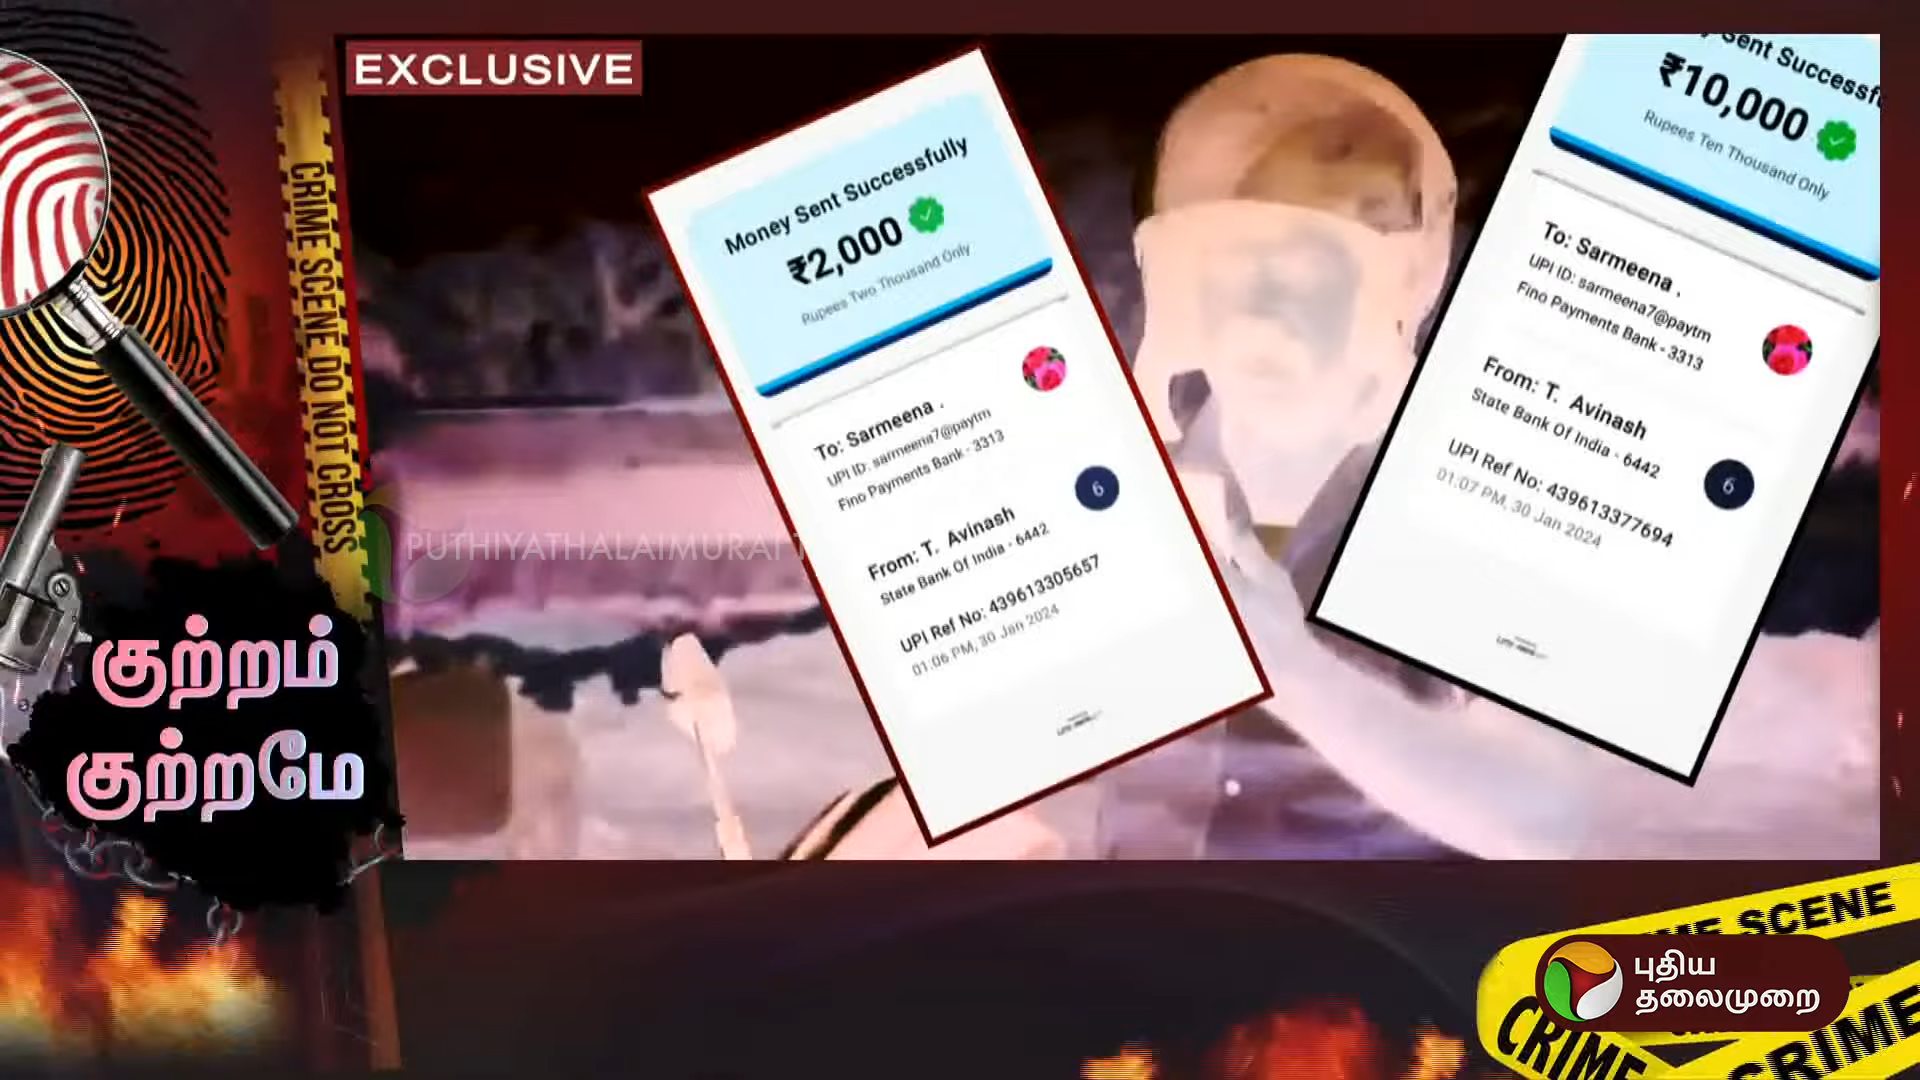 EXCLUSIVE
CRIME SCENE DO NOT CROSS
Money Sent Successfully
₹2,000
Rupees Two Thousand Only
To: Sarmeena .
UPI ID: sarmeena7@paytm
Fino Payments Bank - 3313
From: T. Avinash
State Bank Of India - 6442
6
UPI Ref No: 439613305657
01:06 PM, 30 Jan 2024
Sent Successf
₹10,000
Rupees Ten Thousand Only
To: Sarmeena .
UPI ID: sarmeena7@paytm
Fino Payments Bank - 3313
From: T. Avinash
State Bank Of India - 6442
6
UPI Ref No: 439613377694
01:07 PM, 30 Jan 2024
PUTHIYATHALAIMURAI T
குற்றம்
குற்றமே
SCENE
CRIME
CRIME
புதிய
தலைமுறை